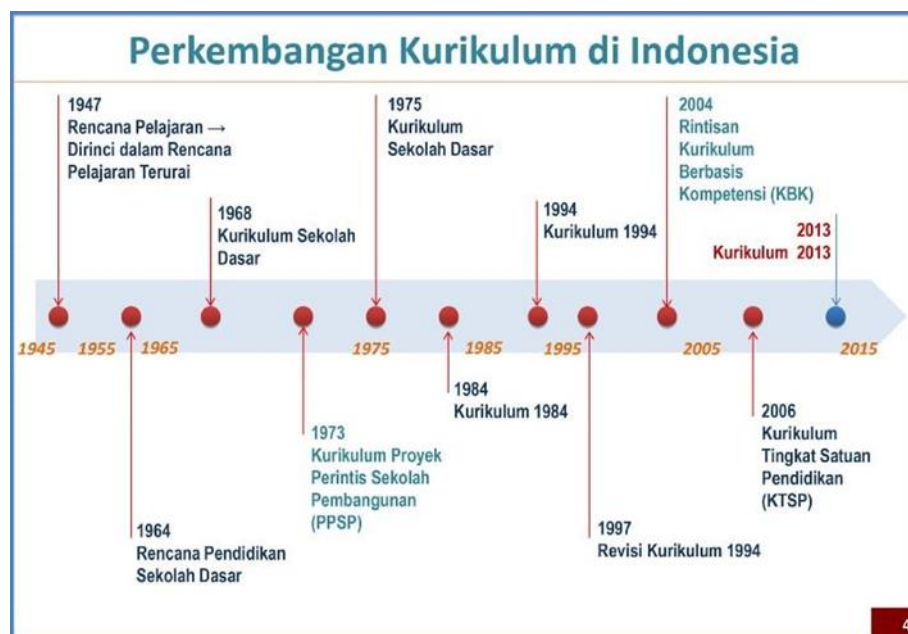 Perkembangan Kurikulum di Indonesia
1947
Rencana Pelajaran →
Dirinci dalam Rencana
Pelajaran Terurai
1968
Kurikulum Sekolah
Dasar
1975
Kurikulum
Sekolah Dasar
1994
Kurikulum 1994
2004
Rintisan
Kurikulum
Berbasis
Kompetensi (KBK)
2013
Kurikulum 2013
1945
1955
1965
1975
1985
1995
2005
2015
1964
Rencana Pendidikan
Sekolah Dasar
1973
Kurikulum Proyek
Perintis Sekolah
Pembangunan
(PPSP)
1984
Kurikulum 1984
1997
Revisi Kurikulum 1994
2006
Kurikulum
Tingkat Satuan
Pendidikan
(KTSP)
4